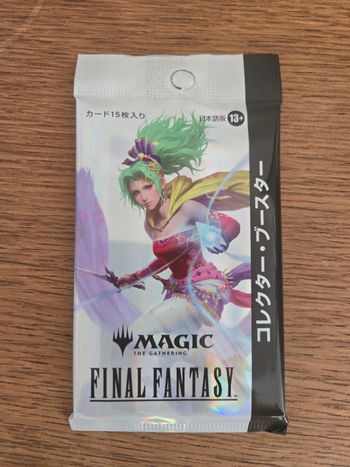 カード15枚入り
日本語版 13+
コレクター・ブースター
MAGIC
THE GATHERING
FINAL FANTASY